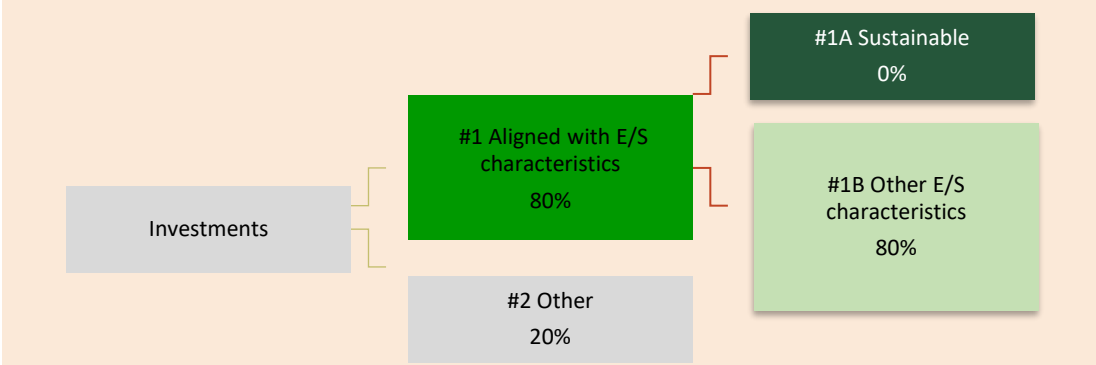 #1A Sustainable
0%
#1 Aligned with E/S
characteristics
80%
#1B Other E/S
characteristics
80%
Investments
#2 Other
20%